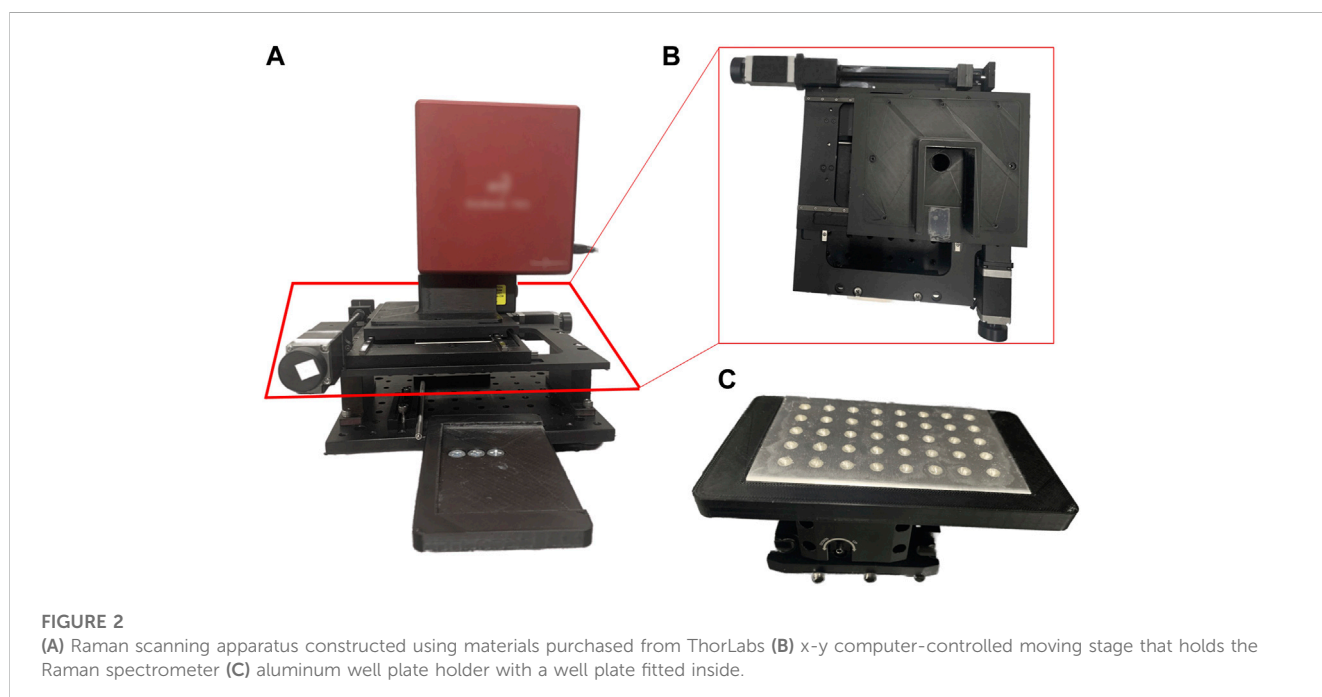 A
B
C
FIGURE 2
(A) Raman scanning apparatus constructed using materials purchased from ThorLabs (B) x-y computer-controlled moving stage that holds the
Raman spectrometer (C) aluminum well plate holder with a well plate fitted inside.